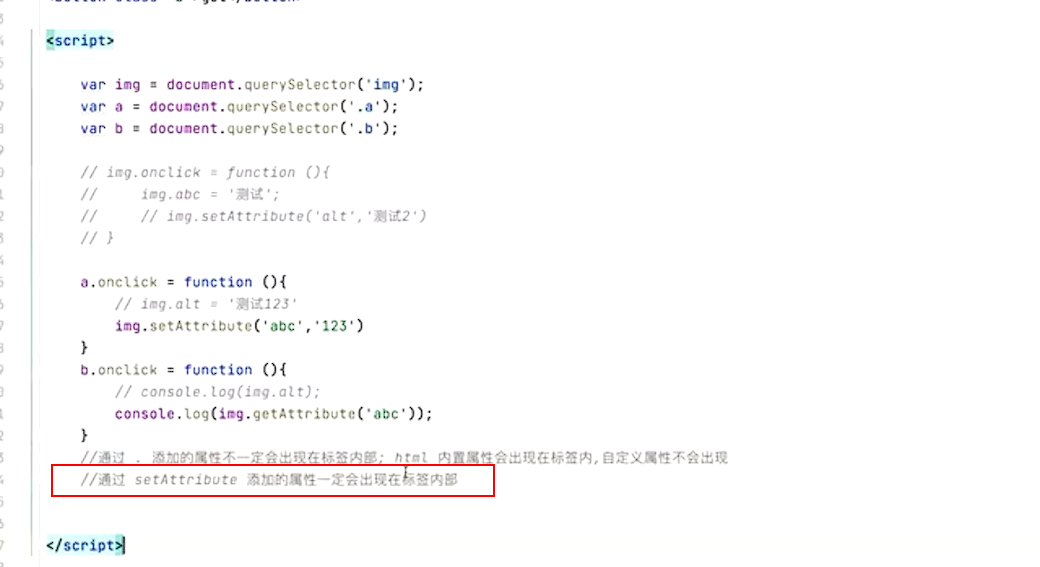 <script>
var img = document.querySelector('img');
var a = document.querySelector('.a');
var b = document.querySelector('.b');
// img.onclick = function (){
//     img.abc = '测试';
//     // img.setAttribute('alt','测试2')
// }
a.onclick = function (){
// img.alt = '测试123'
img.setAttribute('abc','123')
}
b.onclick = function (){
// console.log(img.alt);
console.log(img.getAttribute('abc'));
}
//通过 . 添加的属性不一定会出现在标签内部; html 内置属性会出现在标签内,自定义属性不会出现
//通过 setAttribute 添加的属性一定会出现在标签内部
</script>